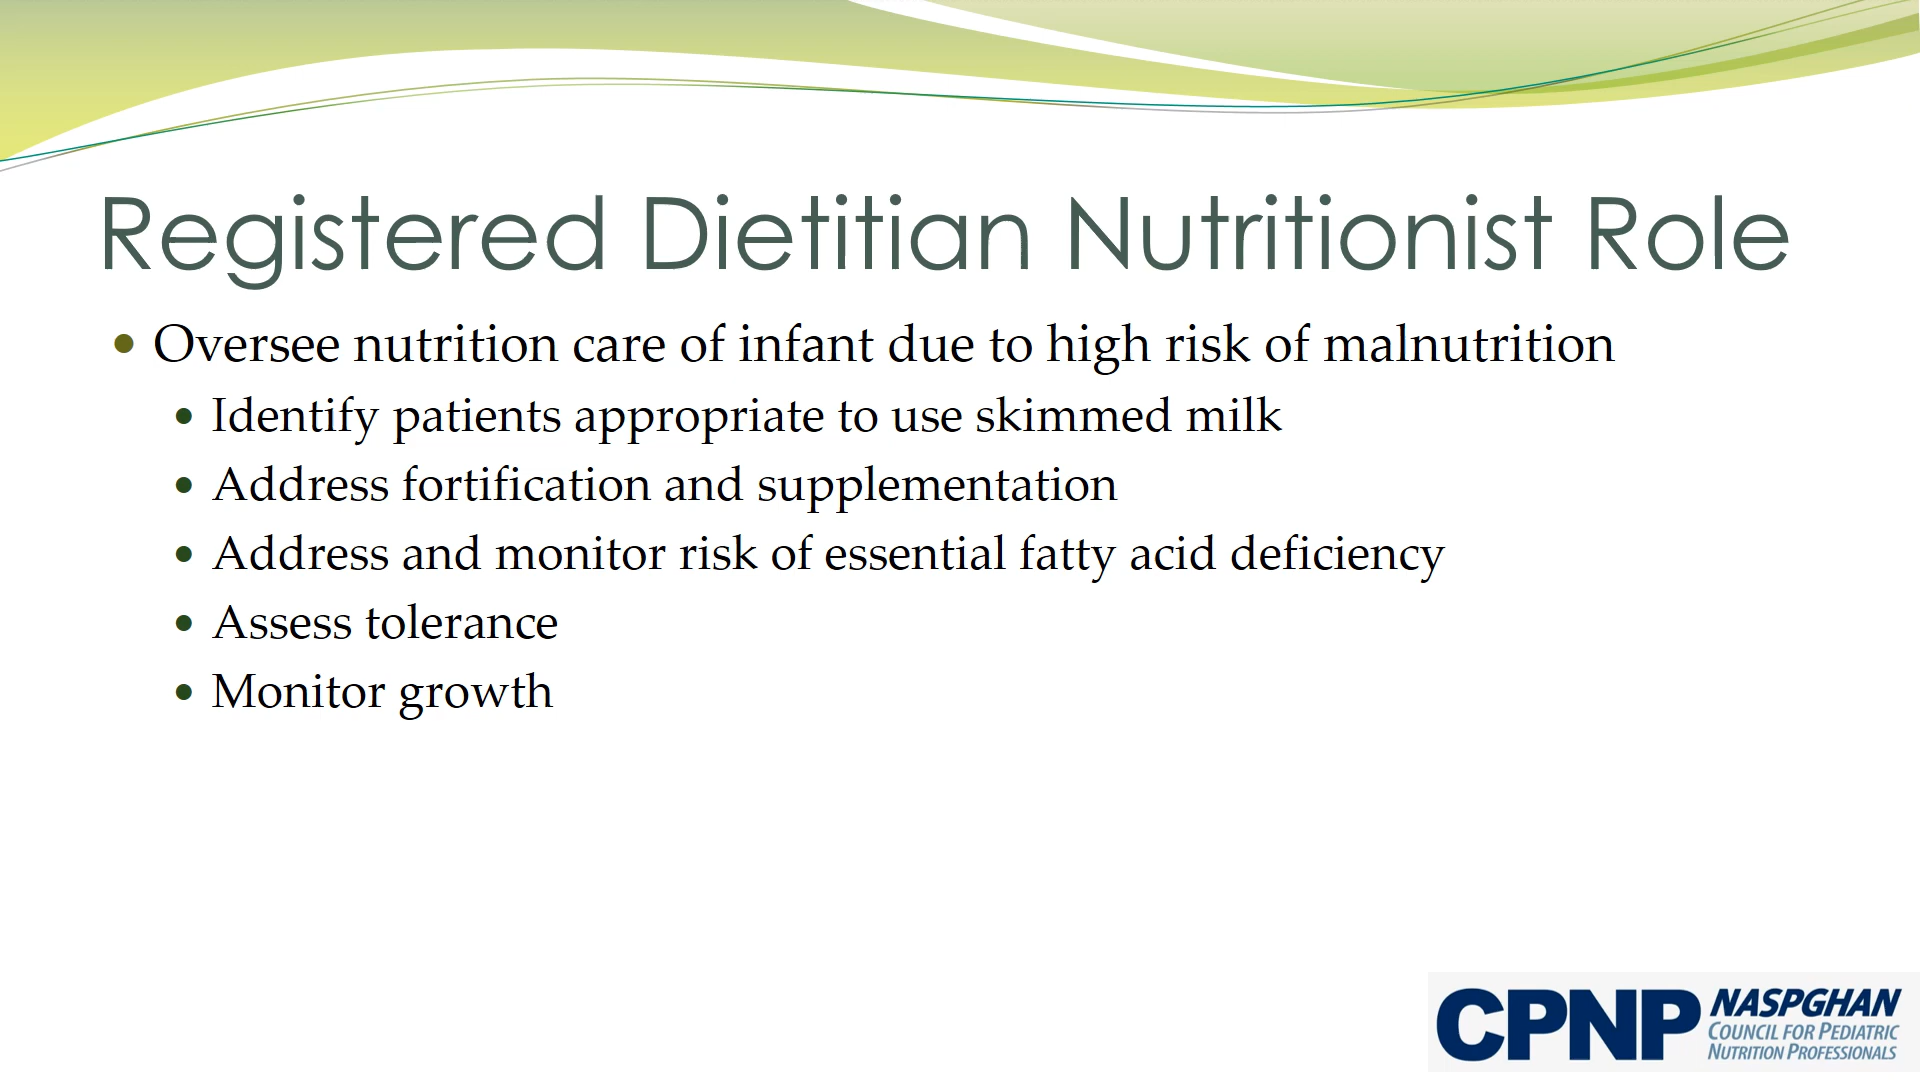 Registered Dietitian Nutritionist Role
• Oversee nutrition care of infant due to high risk of malnutrition
• Identify patients appropriate to use skimmed milk
• Address fortification and supplementation
• Address and monitor risk of essential fatty acid deficiency
• Assess tolerance
• Monitor growth
CPNP
NASPGHAN
COUNCIL FOR PEDIATRIC
NUTRITION PROFESSIONALS